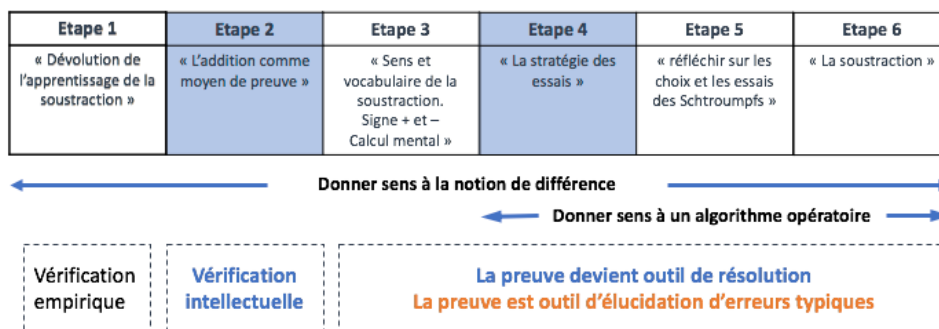 Etape 1
Etape 2
Etape 3
Etape 4
Etape 5
Etape 6
« Dévolution de
l'apprentissage de la
soustraction »
« L'addition comme
moyen de preuve »
« Sens et
vocabulaire de la
soustraction.
Signe + et –
Calcul mental »
« La stratégie des
essais »
« réfléchir sur les
choix et les essais
des Schtroumpfs »
« La soustraction »
Donner sens à la notion de différence
Donner sens à un algorithme opératoire
Vérification
empirique
Vérification
intellectuelle
La preuve devient outil de résolution
La preuve est outil d'élucidation d'erreurs typiques